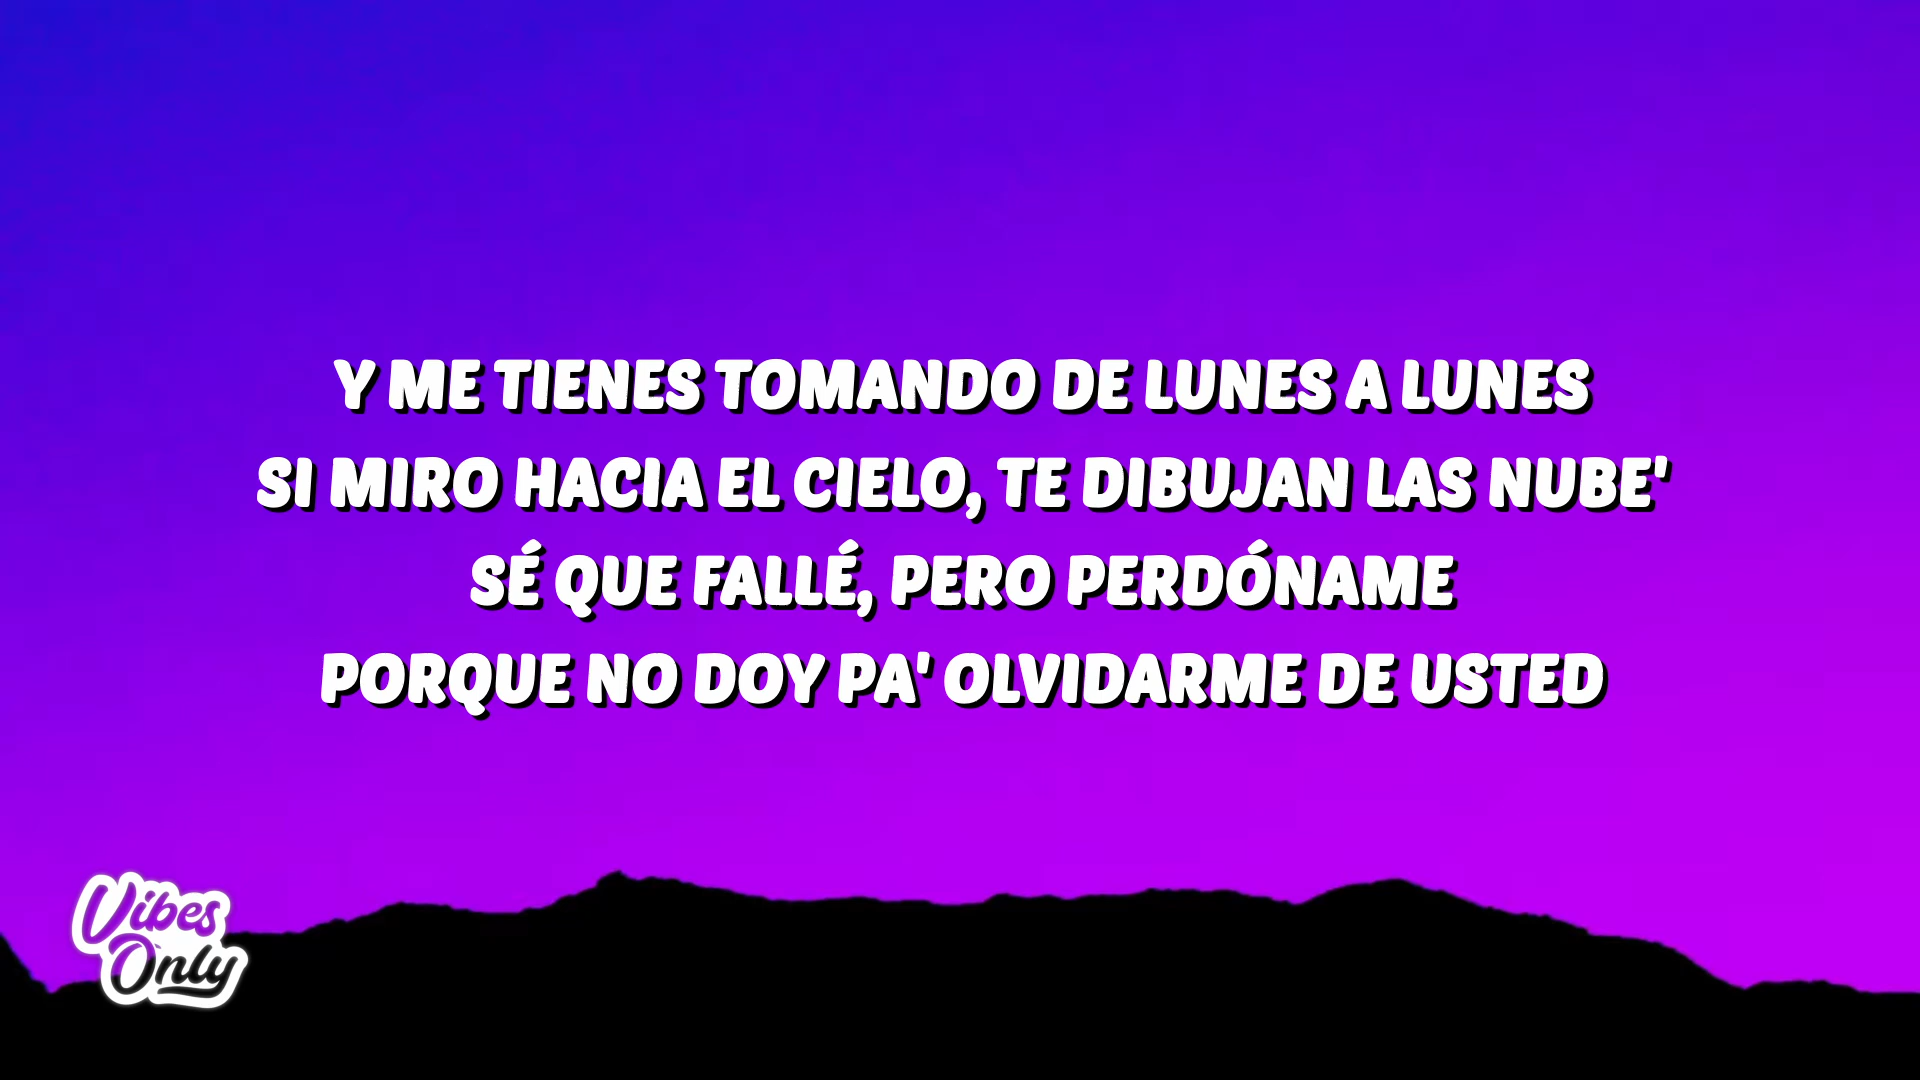 Y ME TIENES TOMANDO DE LUNES A LUNES
SI MIRO HACIA EL CIELO, TE DIBUJAN LAS NUBE'
SÉ QUE FALLÉ, PERO PERDÓNAME
PORQUE NO DOY PA' OLVIDARME DE USTED
Vibes
Only